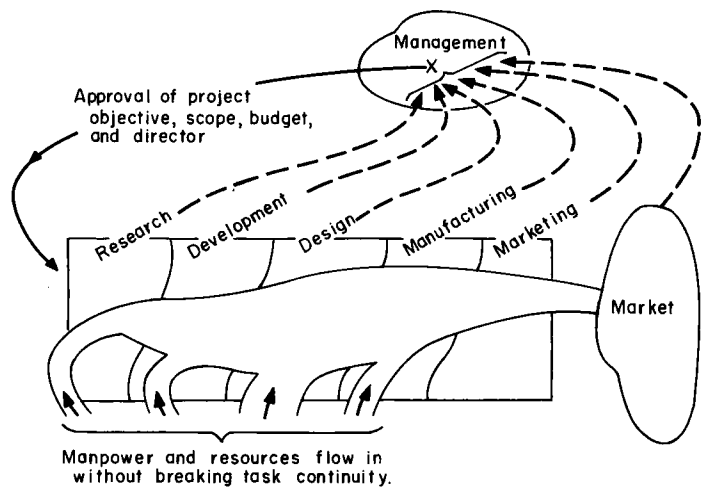 Management
X
Approval of project
objective, scope, budget,
and director
Research
Development
Design
Manufacturing
Marketing
Market
Manpower and resources flow in
without breaking task continuity.